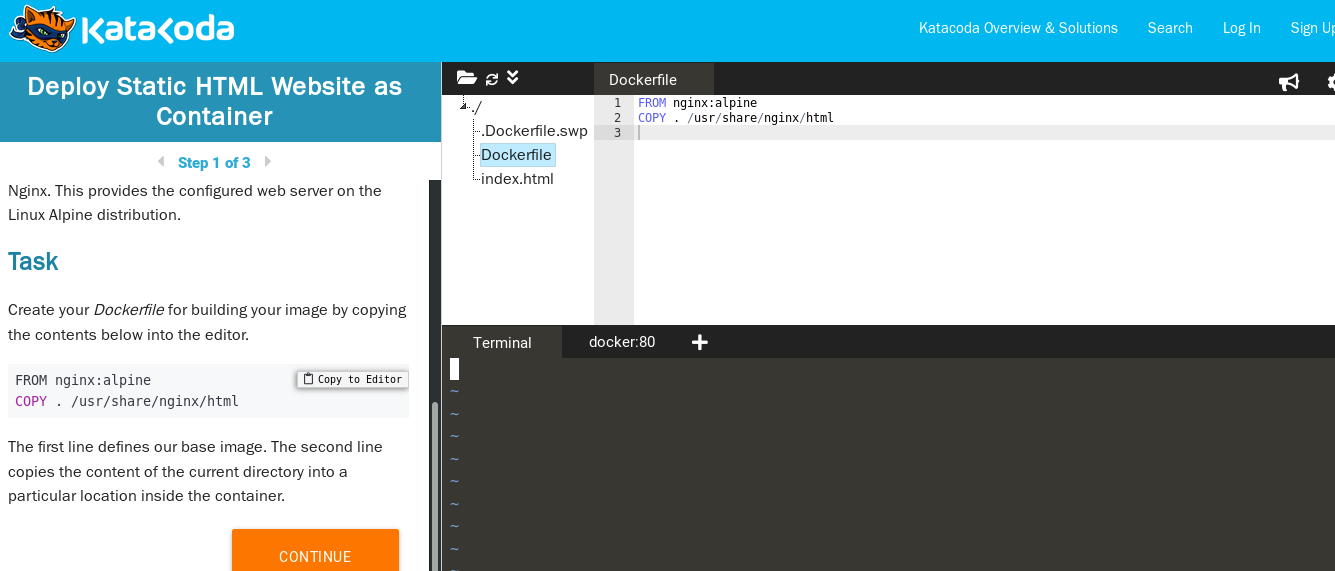 KataKoda
Katacoda Overview & Solutions
Search
Log In
Sign Up
Deploy Static HTML Website as
Container
Step 1 of 3
Nginx. This provides the configured web server on the
Linux Alpine distribution.
Task
Create your Dockerfile for building your image by copying
the contents below into the editor.
FROM nginx:alpine
Copy to Editor
COPY . /usr/share/nginx/html
The first line defines our base image. The second line
copies the content of the current directory into a
particular location inside the container.
CONTINUE
./
.Dockerfile.swp
Dockerfile
index.html
Dockerfile
1 FROM nginx:alpine
2 COPY . /usr/share/nginx/html
3
Terminal
docker:80
~
~
~
~
~
~
~
~
~